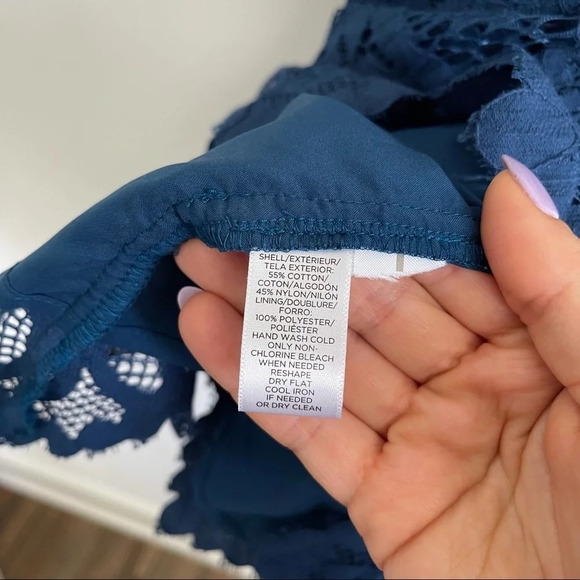 SHELL/EXTÉRIEUR/
TELA EXTERIOR:
55% COTTON/
COTON/ALGODÓN
45% NYLON/NILÓN
LINING/DOUBLURE/
FORRO:
100% POLYESTER/
POLIÉSTER
HAND WASH COLD
ONLY NON-
CHLORINE BLEACH
WHEN NEEDED
RESHAPE
DRY FLAT
COOL IRON
IF NEEDED
OR DRY CLEAN